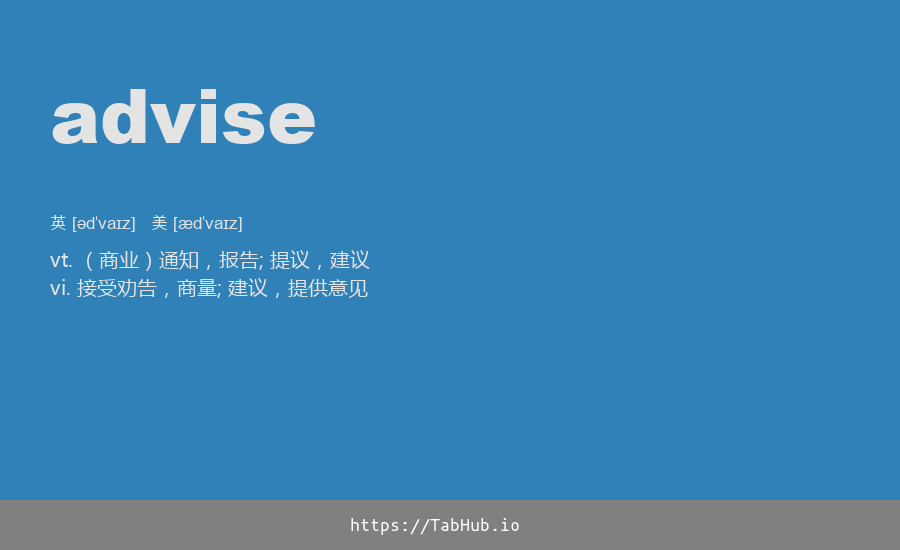 advise
英 [əd'vaɪz] 美 [æd'vaɪz]
vt. （商业）通知，报告; 提议，建议
vi. 接受劝告，商量; 建议，提供意见
https://TabHub.io